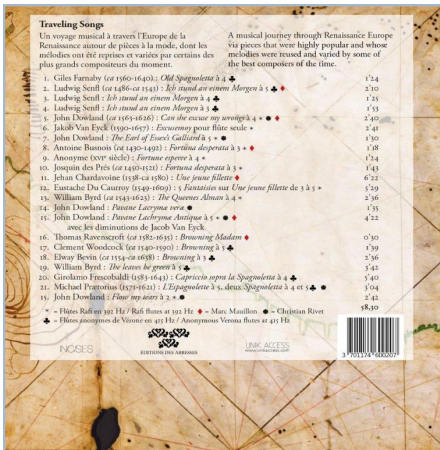 Traveling Songs
Un voyage musical à travers l'Europe de la
Renaissance autour de pièces à la mode, dont les
mélodies ont été reprises et variées par certains des
plus grands compositeurs du moment.
A musical journey through Renaissance Europe
via pieces that were highly popular and whose
melodies were reused and varied by some of
the best composers of the time.
1. Giles Farnaby (ca 1560-1640) : Old Spagnoletta à 4 ♣ 1'24
2. Ludwig Senfl (ca 1486-ca 1543) : Ich stund an einem Morgen à 5 ♣ ♦ 2'10
3. Ludwig Senfl : Ich stund an einem Morgen à 4 ♣ 1'25
4. Ludwig Senfl : Ich stund an einem Morgen à 3 ♣ 1'55
5. John Dowland (ca 1563-1626) : Can she excuse my wrongs à 4 * ● ♦ 2'40
6. Jakob Van Eyck (1590-1657) : Excusemoy pour flûte seule * 2'41
7. John Dowland : The Earl of Essex's Galliard à 5 * ● 1'30
8. Antoine Busnois (ca 1430-1492) : Fortuna desperata à 3 * ♦ 1'18
9. Anonyme (XVIe siècle) : Fortune esperee à 4 * 1'24
10. Josquin des Prés (ca 1450-1521) : Fortuna desperata à 3 * 1'43
11. Jehan Chardavoine (1538-ca 1580) : Une jeune fillette ♦ 6'22
12. Eustache Du Caurroy (1549-1609) : 5 Fantaisies sur Une jeune fillette de 3 à 5 * 5'29
13. William Byrd (ca 1543-1623) : The Queenes Alman à 4 * 2'36
14. John Dowland : Pavane Lacryma vera ● 1'35
15. John Dowland : Pavane Lachryma Antique à 5 * ● ♦ 4'22
avec les diminutions de Jacob Van Eyck
16. Thomas Ravenscroft (ca 1582-1635) : Browning Madam ♦ 0'30
17. Clement Woodcock (ca 1540-1590) : Browning à 5 ♣ 1'59
18. Elway Bevin (ca 1554-ca 1638) : Browning à 3 ♣ 2'36
19. William Byrd : The leaves be green à 5 ♣ 3'42
20. Girolamo Frescobaldi (1583-1643) : Capriccio sopra la Spagnoletta à 4 ♣ 5'40
21. Michael Prætorius (1571-1621) : L'Espagnolette à 5, deux Spagnoletta à 4 et 5 ♣ ● 3'04
15. John Dowland : Flow my tears à 2 * ● 2'42
58,30
* = Flûtes Rafi en 392 Hz / Rafi flutes at 392 Hz ♦ = Marc Mauillon ● = Christian Rivet
♣ = Flûtes anonymes de Vérone en 415 Hz / Anonymous Verona flutes at 415 Hz
INCISES
ÉDITIONS DES ABBESSES
UNIK ACCESS
www.unikaccess.com
3 701174 600207